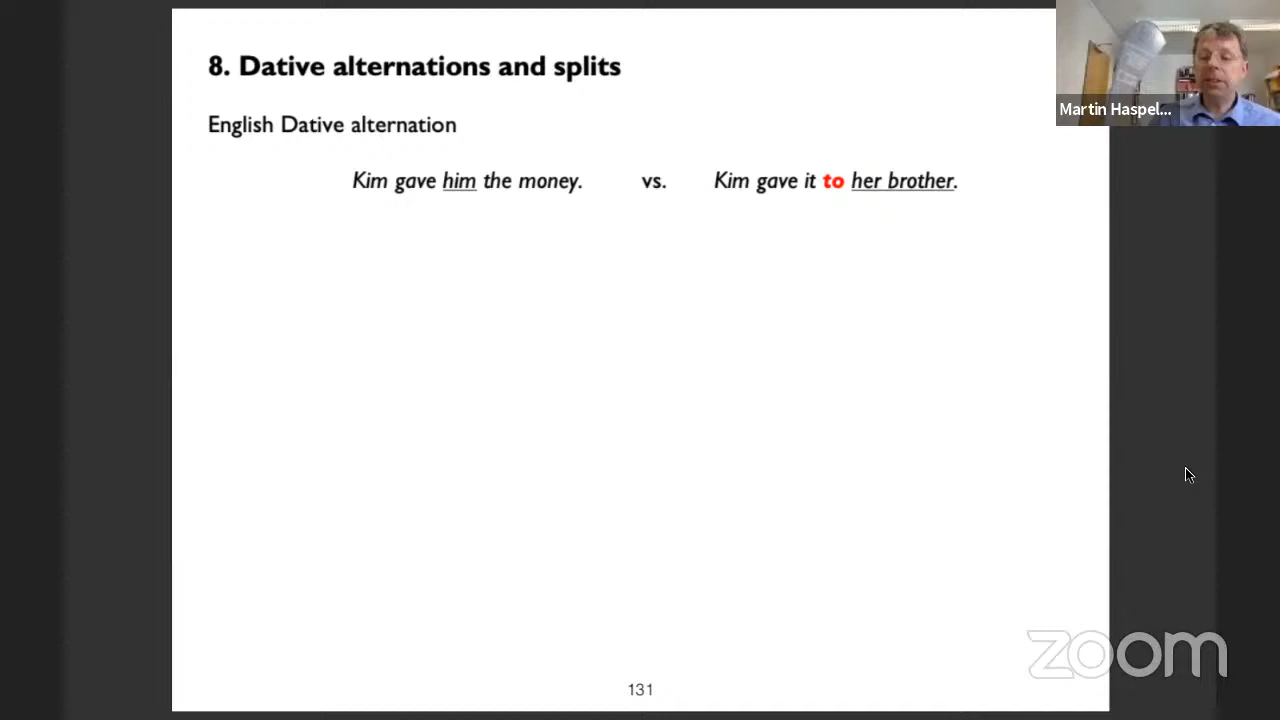 8. Dative alternations and splits
Martin Haspel...
English Dative alternation
Kim gave him the money. vs. Kim gave it to her brother.
zoom
131